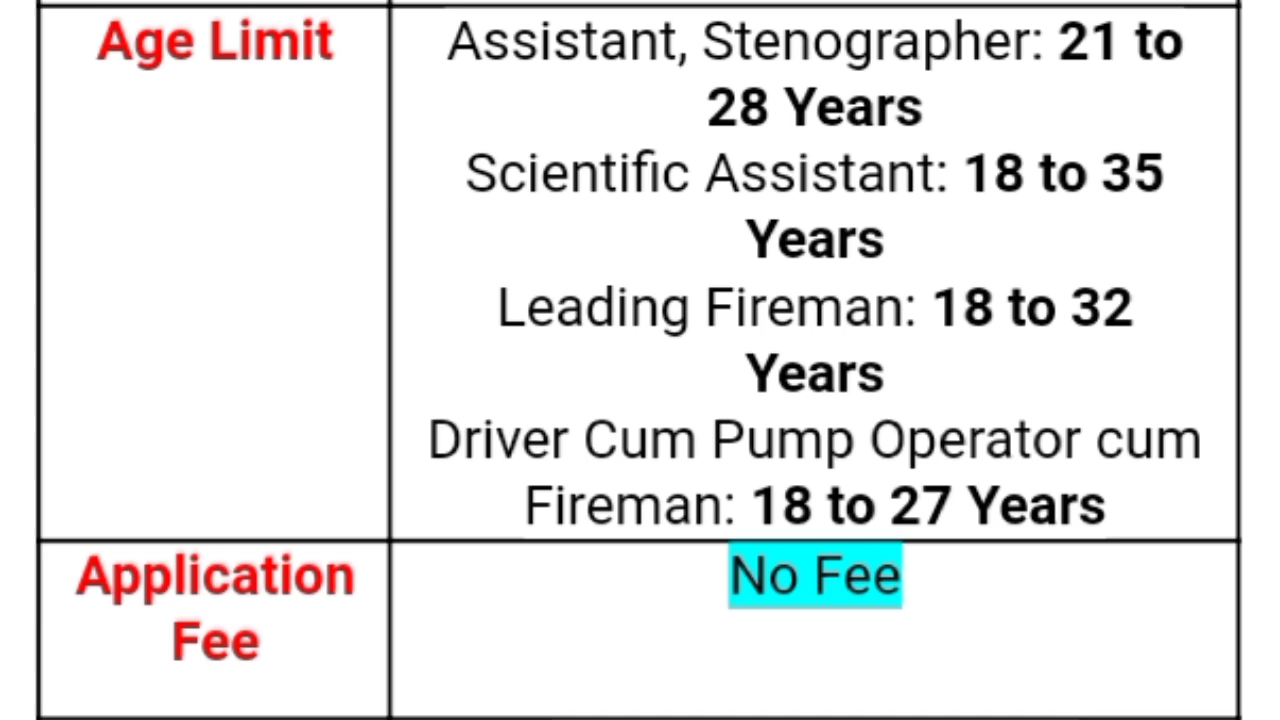 Age Limit
Assistant, Stenographer: 21 to
28 Years
Scientific Assistant: 18 to 35
Years
Leading Fireman: 18 to 32
Years
Driver Cum Pump Operator cum
Fireman: 18 to 27 Years
Application
Fee
No Fee